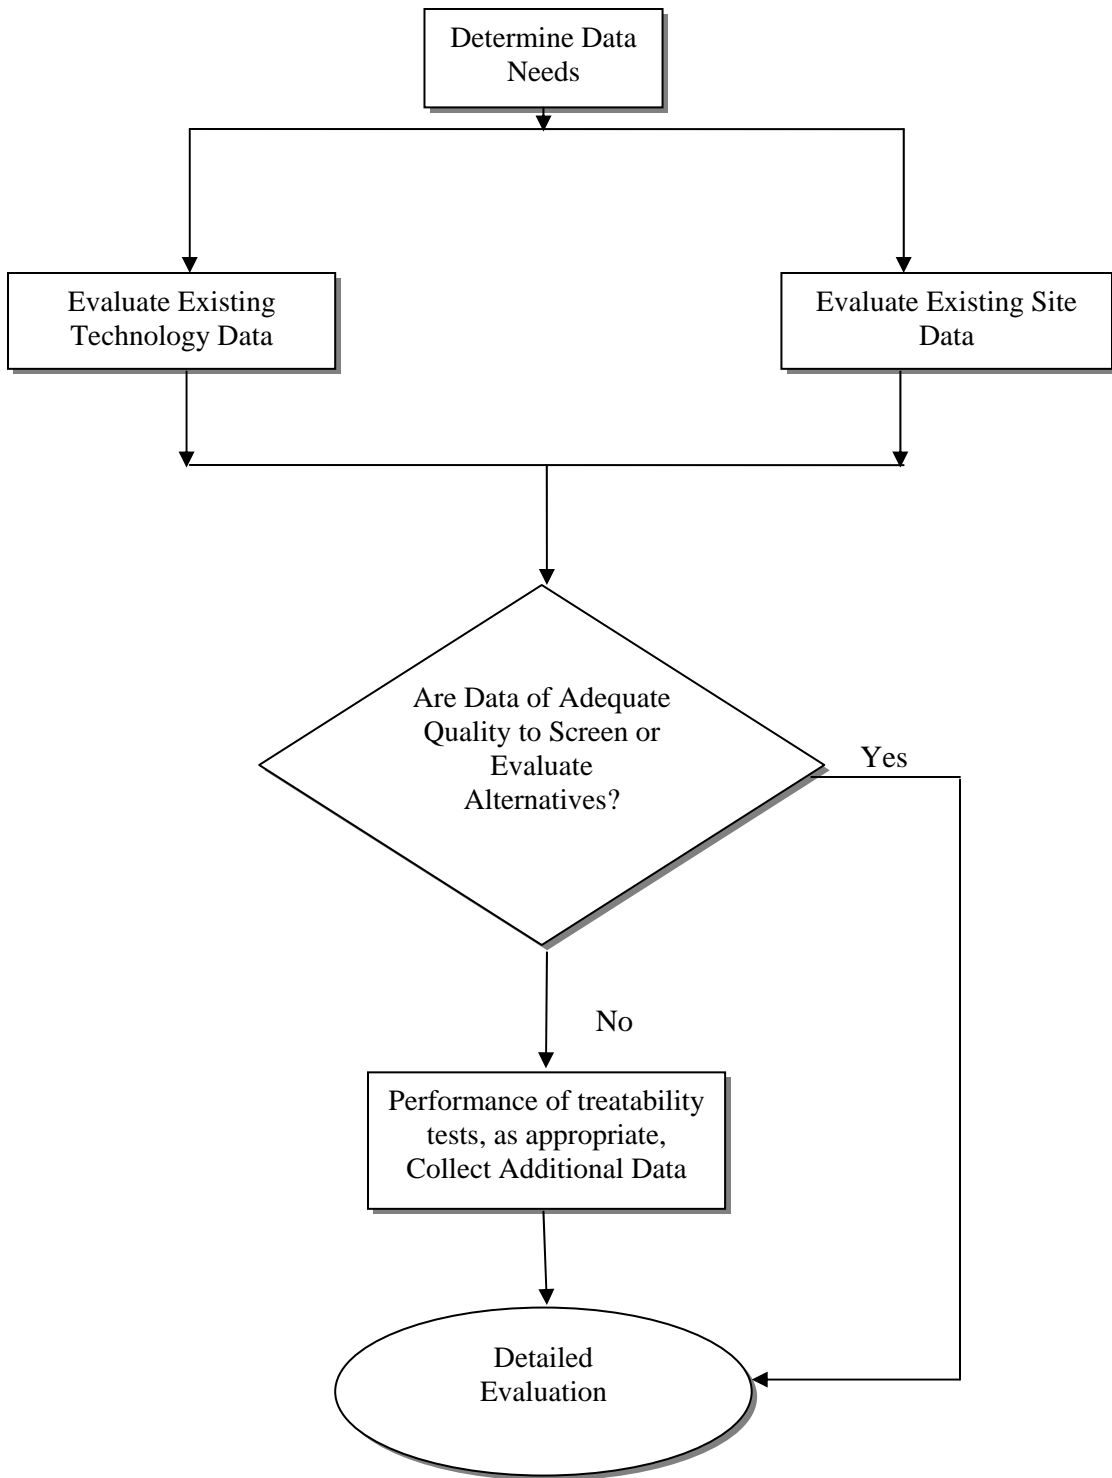 Determine Data
Needs
Evaluate Existing
Technology Data
Evaluate Existing Site
Data
Are Data of Adequate
Quality to Screen or
Evaluate
Alternatives?
Yes
No
Performance of treatability
tests, as appropriate,
Collect Additional Data
Detailed
Evaluation